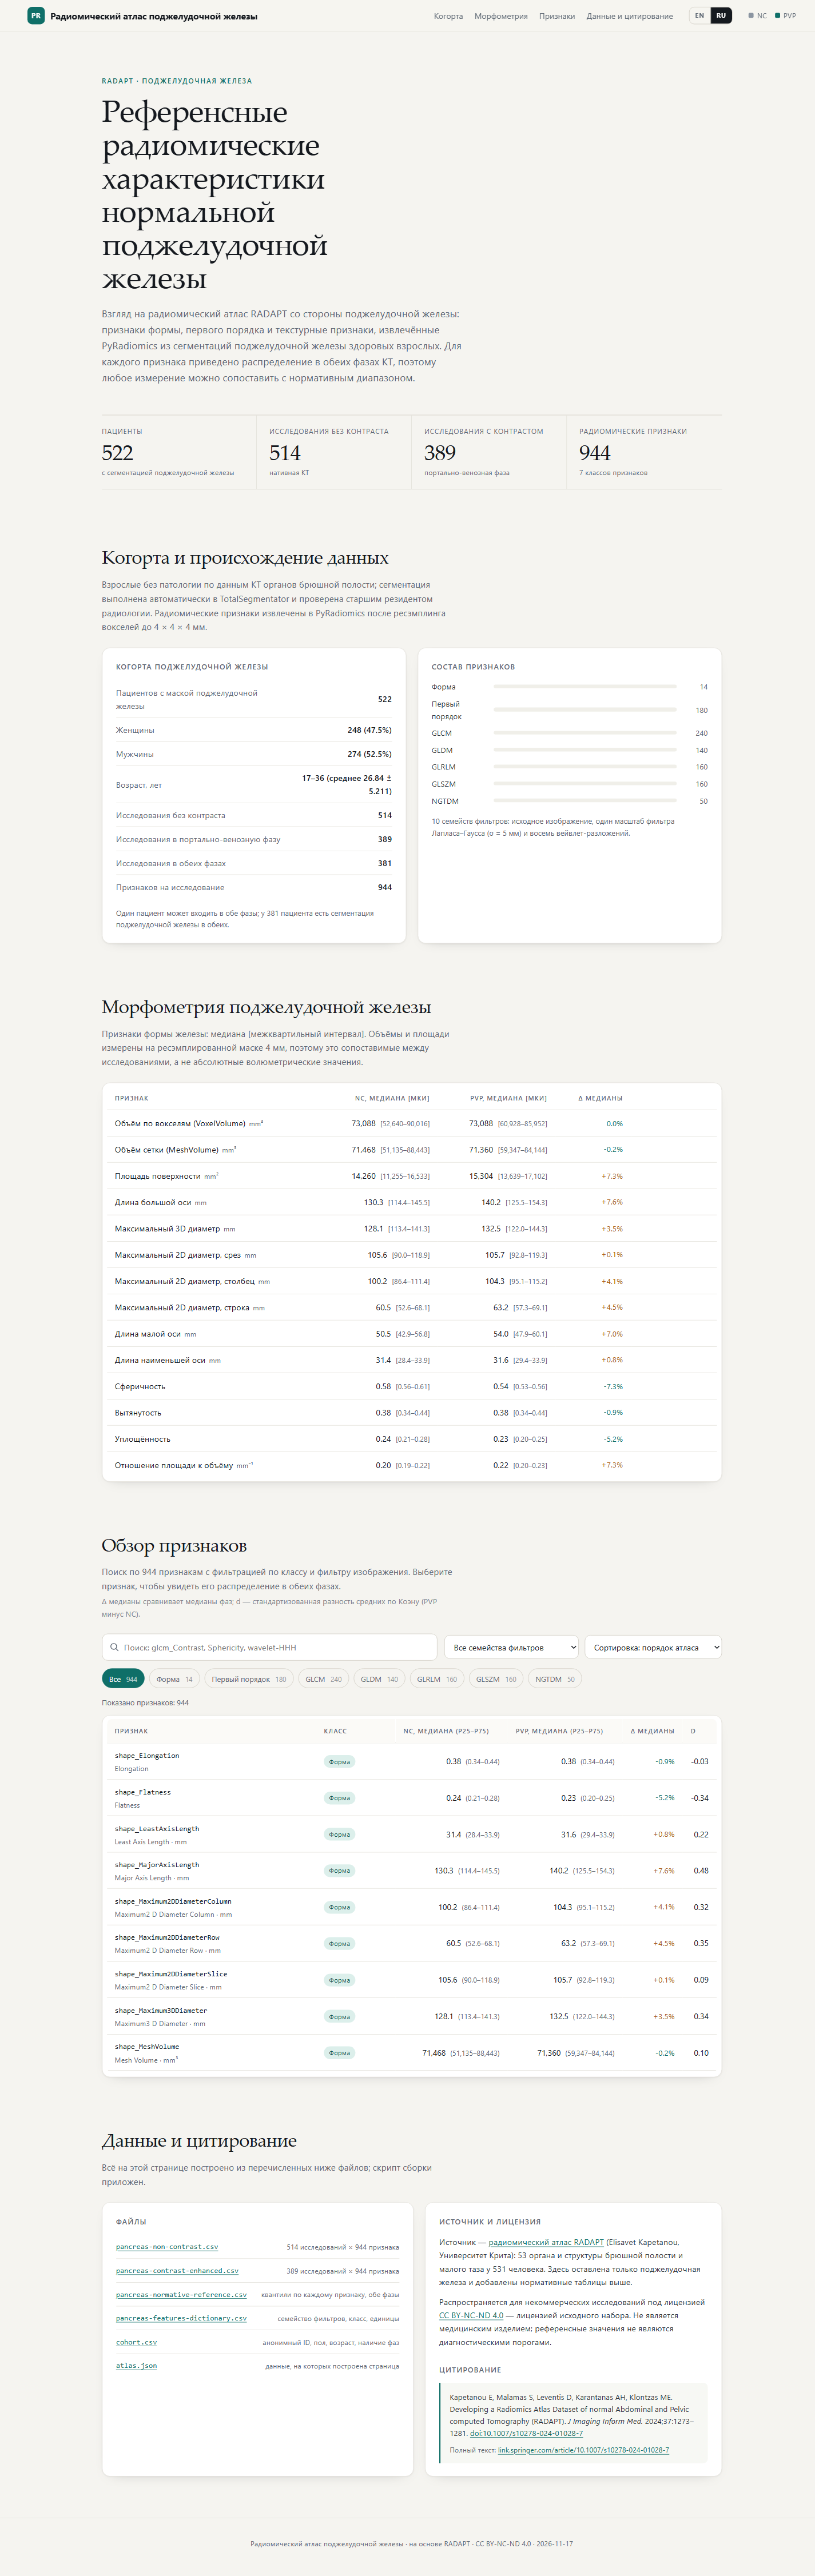 PR Радиомический атлас поджелудочной железы Когорта Морфометрия Признаки Данные и цитирование EN RU NC PVP
RADAPT · ПОДЖЕЛУДОЧНАЯ ЖЕЛЕЗА
Референсные
радиомические
характеристики
нормальной
поджелудочной
железы
Взгляд на радиомический атлас RADAPT со стороны поджелудочной железы:
признаки формы, первого порядка и текстурные признаки, извлечённые
PyRadiomics из сегментаций поджелудочной железы здоровых взрослых. Для
каждого признака приведено распределение в обеих фазах КТ, поэтому
любое измерение можно сопоставить с нормативным диапазоном.
ПАЦИЕНТЫ ИССЛЕДОВАНИЯ БЕЗ КОНТРАСТА ИССЛЕДОВАНИЯ С КОНТРАСТОМ РАДИОМИЧЕСКИЕ ПРИЗНАКИ
522 514 389 944
с сегментацией поджелудочной железы нативная КТ портально-венозная фаза 7 классов признаков
Когорта и происхождение данных
Взрослые без патологии по данным КТ органов брюшной полости; сегментация
выполнена автоматически в TotalSegmentator и проверена старшим резидентом
радиологии. Радиомические признаки извлечены в PyRadiomics после ресэмплинга
вокселей до 4 × 4 × 4 мм.
КОГОРТА ПОДЖЕЛУДОЧНОЙ ЖЕЛЕЗЫ
Пациентов с маской поджелудочной
железы 522
Женщины 248 (47.5%)
Мужчины 274 (52.5%)
Возраст, лет 17–36 (среднее 26.84 ±
5.211)
Исследования без контраста 514
Исследования в портально-венозную фазу 389
Исследования в обеих фазах 381
Признаков на исследование 944
Один пациент может входить в обе фазы; у 381 пациента есть сегментация
поджелудочной железы в обеих.
СОСТАВ ПРИЗНАКОВ
Форма 14
Первый
порядок 180
GLCM 240
GLDM 140
GLRLM 160
GLSZM 160
NGTDM 50
10 семейств фильтров: исходное изображение, один масштаб фильтра
Лапласа–Гаусса (σ = 5 мм) и восемь вейвлет-разложений.
Морфометрия поджелудочной железы
Признаки формы железы: медиана [межквартильный интервал]. Объёмы и площади
измерены на ресэмплированной маске 4 мм, поэтому это сопоставимые между
исследованиями, а не абсолютные волюметрические значения.
ПРИЗНАК NC, МЕДИАНА [МКИ] PVP, МЕДИАНА [МКИ] Δ МЕДИАНЫ
Объём по вокселям (VoxelVolume) mm³ 73,088 [52,640–90,016] 73,088 [60,928–85,952] 0.0%
Объём сетки (MeshVolume) mm³ 71,468 [51,135–88,443] 71,360 [59,347–84,144] -0.2%
Площадь поверхности mm² 14,260 [11,255–16,533] 15,304 [13,639–17,102] +7.3%
Длина большой оси mm 130.3 [114.4–145.5] 140.2 [125.5–154.3] +7.6%
Максимальный 3D диаметр mm 128.1 [113.4–141.3] 132.5 [122.0–144.3] +3.5%
Максимальный 2D диаметр, срез mm 105.6 [90.0–118.9] 105.7 [92.8–119.3] +0.1%
Максимальный 2D диаметр, столбец mm 100.2 [86.4–111.4] 104.3 [95.1–115.2] +4.1%
Максимальный 2D диаметр, строка mm 60.5 [52.6–68.1] 63.2 [57.3–69.1] +4.5%
Длина малой оси mm 50.5 [42.9–56.8] 54.0 [47.9–60.1] +7.0%
Длина наименьшей оси mm 31.4 [28.4–33.9] 31.6 [29.4–33.9] +0.8%
Сферичность 0.58 [0.56–0.61] 0.54 [0.53–0.56] -7.3%
Вытянутость 0.38 [0.34–0.44] 0.38 [0.34–0.44] -0.9%
Уплощённость 0.24 [0.21–0.28] 0.23 [0.20–0.25] -5.2%
Отношение площади к объёму mm⁻¹ 0.20 [0.19–0.22] 0.22 [0.20–0.23] +7.3%
Обзор признаков
Поиск по 944 признакам с фильтрацией по классу и фильтру изображения. Выберите
признак, чтобы увидеть его распределение в обеих фазах.
Δ медианы сравнивает медианы фаз; d — стандартизованная разность средних по Коэну (PVP
минус NC).
Поиск: glcm_Contrast, Sphericity, wavelet-HHH Все семейства фильтров Сортировка: порядок атласа
Все 944 Форма 14 Первый порядок 180 GLCM 240 GLDM 140 GLRLM 160 GLSZM 160 NGTDM 50
Показано признаков: 944
ПРИЗНАК КЛАСС NC, МЕДИАНА (P25–P75) PVP, МЕДИАНА (P25–P75) Δ МЕДИАНЫ D
shape_Elongation
Elongation Форма 0.38 (0.34–0.44) 0.38 (0.34–0.44) -0.9% -0.03
shape_Flatness
Flatness Форма 0.24 (0.21–0.28) 0.23 (0.20–0.25) -5.2% -0.34
shape_LeastAxisLength
Least Axis Length · mm Форма 31.4 (28.4–33.9) 31.6 (29.4–33.9) +0.8% 0.22
shape_MajorAxisLength
Major Axis Length · mm Форма 130.3 (114.4–145.5) 140.2 (125.5–154.3) +7.6% 0.48
shape_Maximum2DDiameterColumn
Maximum2 D Diameter Column · mm Форма 100.2 (86.4–111.4) 104.3 (95.1–115.2) +4.1% 0.32
shape_Maximum2DDiameterRow
Maximum2 D Diameter Row · mm Форма 60.5 (52.6–68.1) 63.2 (57.3–69.1) +4.5% 0.35
shape_Maximum2DDiameterSlice
Maximum2 D Diameter Slice · mm Форма 105.6 (90.0–118.9) 105.7 (92.8–119.3) +0.1% 0.09
shape_Maximum3DDiameter
Maximum3 D Diameter · mm Форма 128.1 (113.4–141.3) 132.5 (122.0–144.3) +3.5% 0.34
shape_MeshVolume
Mesh Volume · mm³ Форма 71,468 (51,135–88,443) 71,360 (59,347–84,144) -0.2% 0.10
Данные и цитирование
Всё на этой странице построено из перечисленных ниже файлов; скрипт сборки
приложен.
ФАЙЛЫ
pancreas-non-contrast.csv 514 исследований × 944 признака
pancreas-contrast-enhanced.csv 389 исследований × 944 признака
pancreas-normative-reference.csv квантили по каждому признаку, обе фазы
pancreas-features-dictionary.csv семейство фильтров, класс, единицы
cohort.csv анонимный ID, пол, возраст, наличие фаз
atlas.json данные, на которых построена страница
ИСТОЧНИК И ЛИЦЕНЗИЯ
Источник — радиомический атлас RADAPT (Elisavet Kapetanou,
Университет Крита): 53 органа и структуры брюшной полости и
малого таза у 531 человека. Здесь оставлена только поджелудочная
железа и добавлены нормативные таблицы выше.
Распространяется для некоммерческих исследований под лицензией
CC BY-NC-ND 4.0 — лицензией исходного набора. Не является
медицинским изделием; референсные значения не являются
диагностическими порогами.
ЦИТИРОВАНИЕ
Kapetanou E, Malamas S, Leventis D, Karantanas AH, Klontzas ME.
Developing a Radiomics Atlas Dataset of normal Abdominal and Pelvic
computed Tomography (RADAPT). J Imaging Inform Med. 2024;37:1273–
1281. doi:10.1007/s10278-024-01028-7
Полный текст: link.springer.com/article/10.1007/s10278-024-01028-7
Радиомический атлас поджелудочной железы · на основе RADAPT · CC BY-NC-ND 4.0 · 2026-11-17